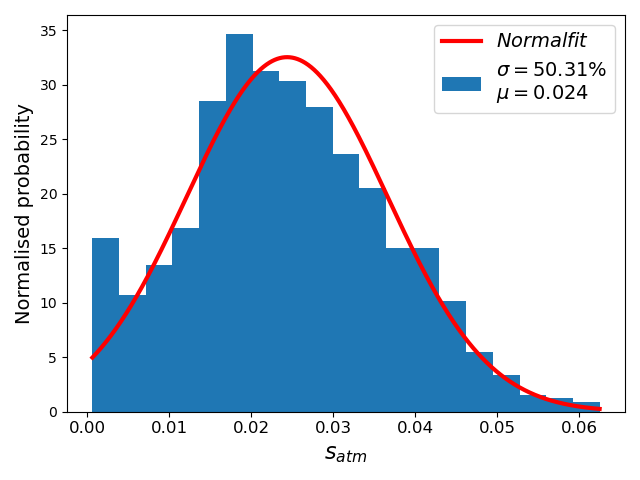 Normalfit
σ = 50.31%
μ = 0.024
35
30
25
20
15
10
5
0
Normalised probability
0.00 0.01 0.02 0.03 0.04 0.05 0.06
s_atm